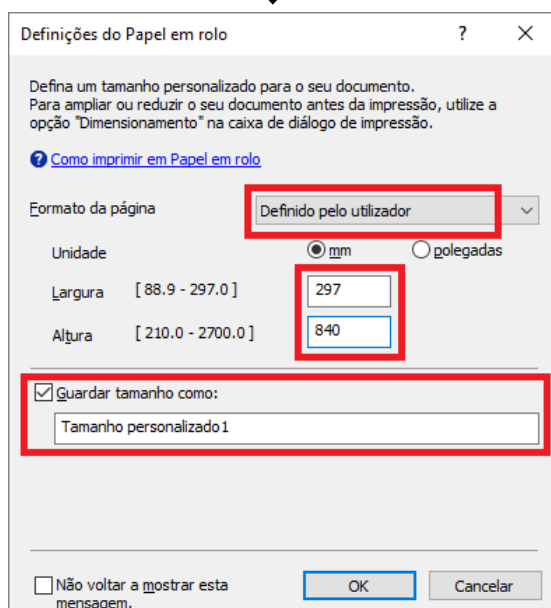 Definições do Papel em rolo ? ×
Defina um tamanho personalizado para o seu documento.
Para ampliar ou reduzir o seu documento antes da impressão, utilize a
opção "Dimensionamento" na caixa de diálogo de impressão.
? Como imprimir em Papel em rolo
Formato da página Definido pelo utilizador
Unidade mm polegadas
Largura [ 88.9 - 297.0 ] 297
Altura [ 210.0 - 2700.0 ] 840
Guardar tamanho como:
Tamanho personalizado1
Não voltar a mostrar esta
mensagem.
OK Cancelar